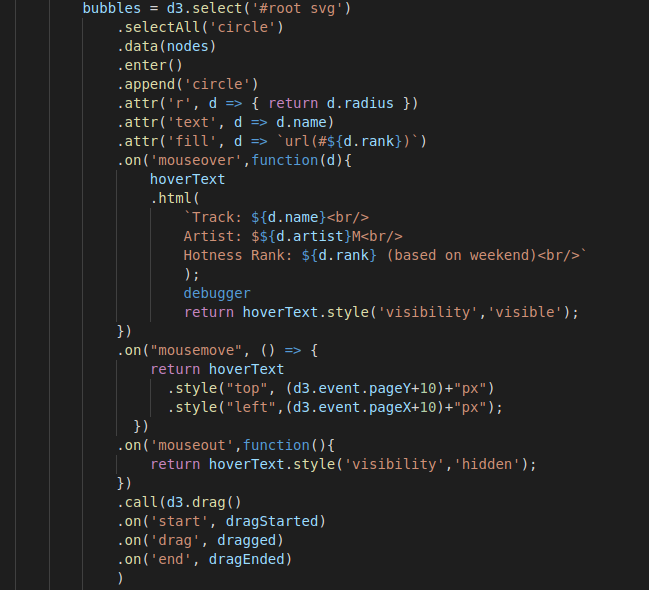 bubbles = d3.select('#root svg')
.selectAll('circle')
.data(nodes)
.enter()
.append('circle')
.attr('r', d => { return d.radius })
.attr('text', d => d.name)
.attr('fill', d => `url(#${d.rank})`)
.on('mouseover',function(d){
hoverText
.html(
`Track: ${d.name}<br/>
Artist: $${d.artist}M<br/>
Hotness Rank: ${d.rank} (based on weekend)<br/>`
);
debugger
return hoverText.style('visibility','visible');
})
.on("mousemove", () => {
return hoverText
.style("top", (d3.event.pageY+10)+"px")
.style("left",(d3.event.pageX+10)+"px");
})
.on('mouseout',function(){
return hoverText.style('visibility','hidden');
})
.call(d3.drag()
.on('start', dragStarted)
.on('drag', dragged)
.on('end', dragEnded)
)